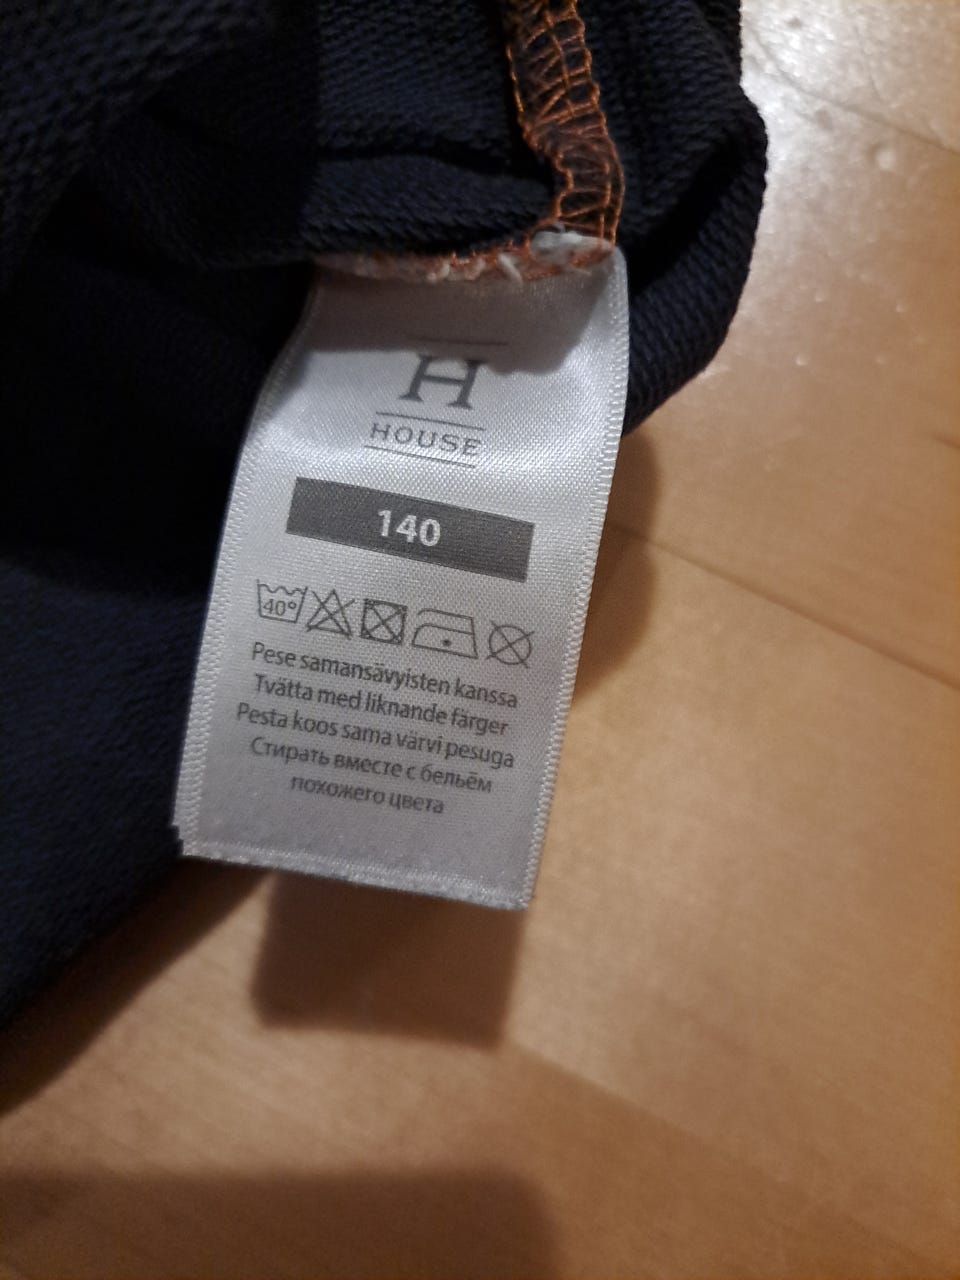 H
HOUSE
140
40°
Pese samansävyisten kanssa
Tvätta med liknande färger
Pesta koos sama värvi pesuga
Стирать вместе с бельём
похожего цвета